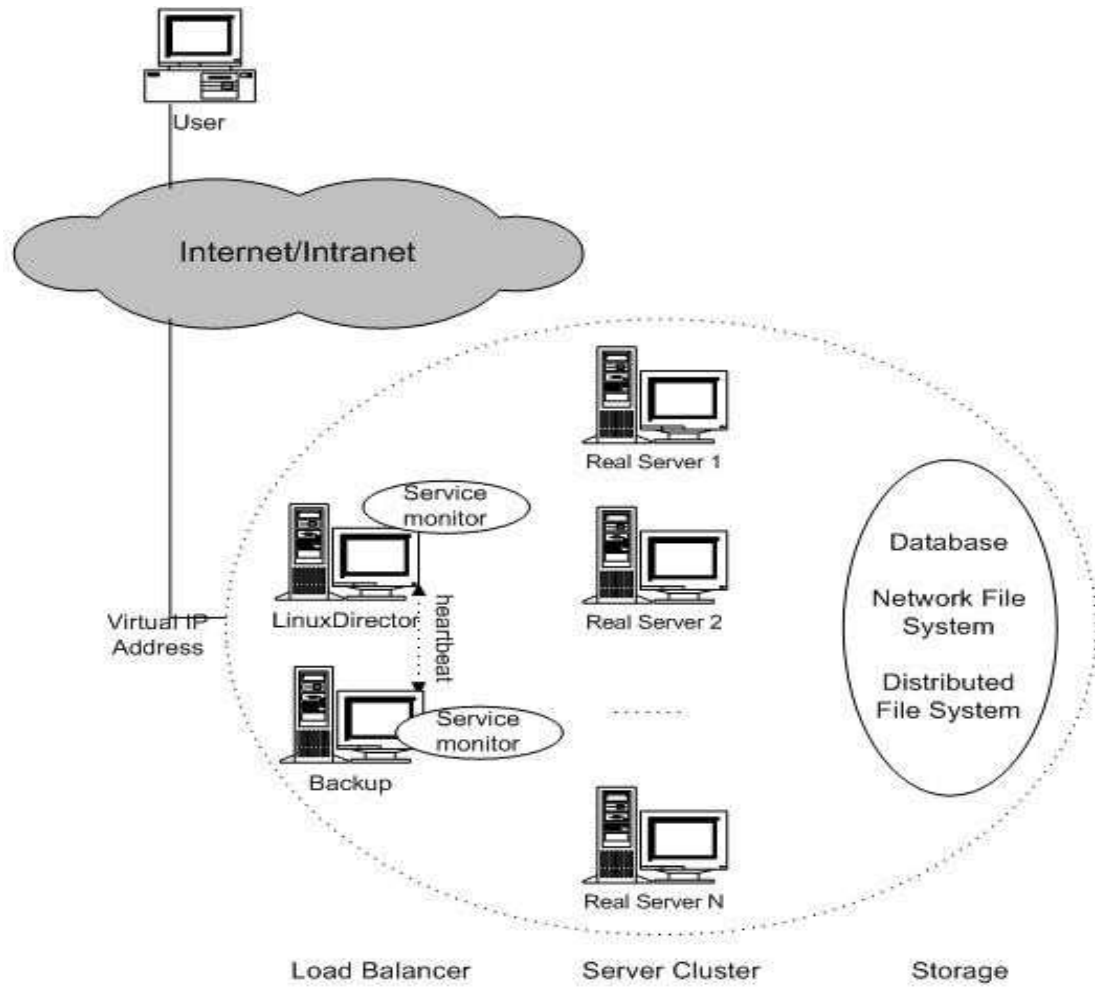 User
Internet/Intranet
Real Server 1
Service
monitor
LinuxDirector
heartbeat
Real Server 2
Virtual IP
Address
Service
monitor
Backup
Real Server N
Database
Network File
System
Distributed
File System
Load Balancer
Server Cluster
Storage